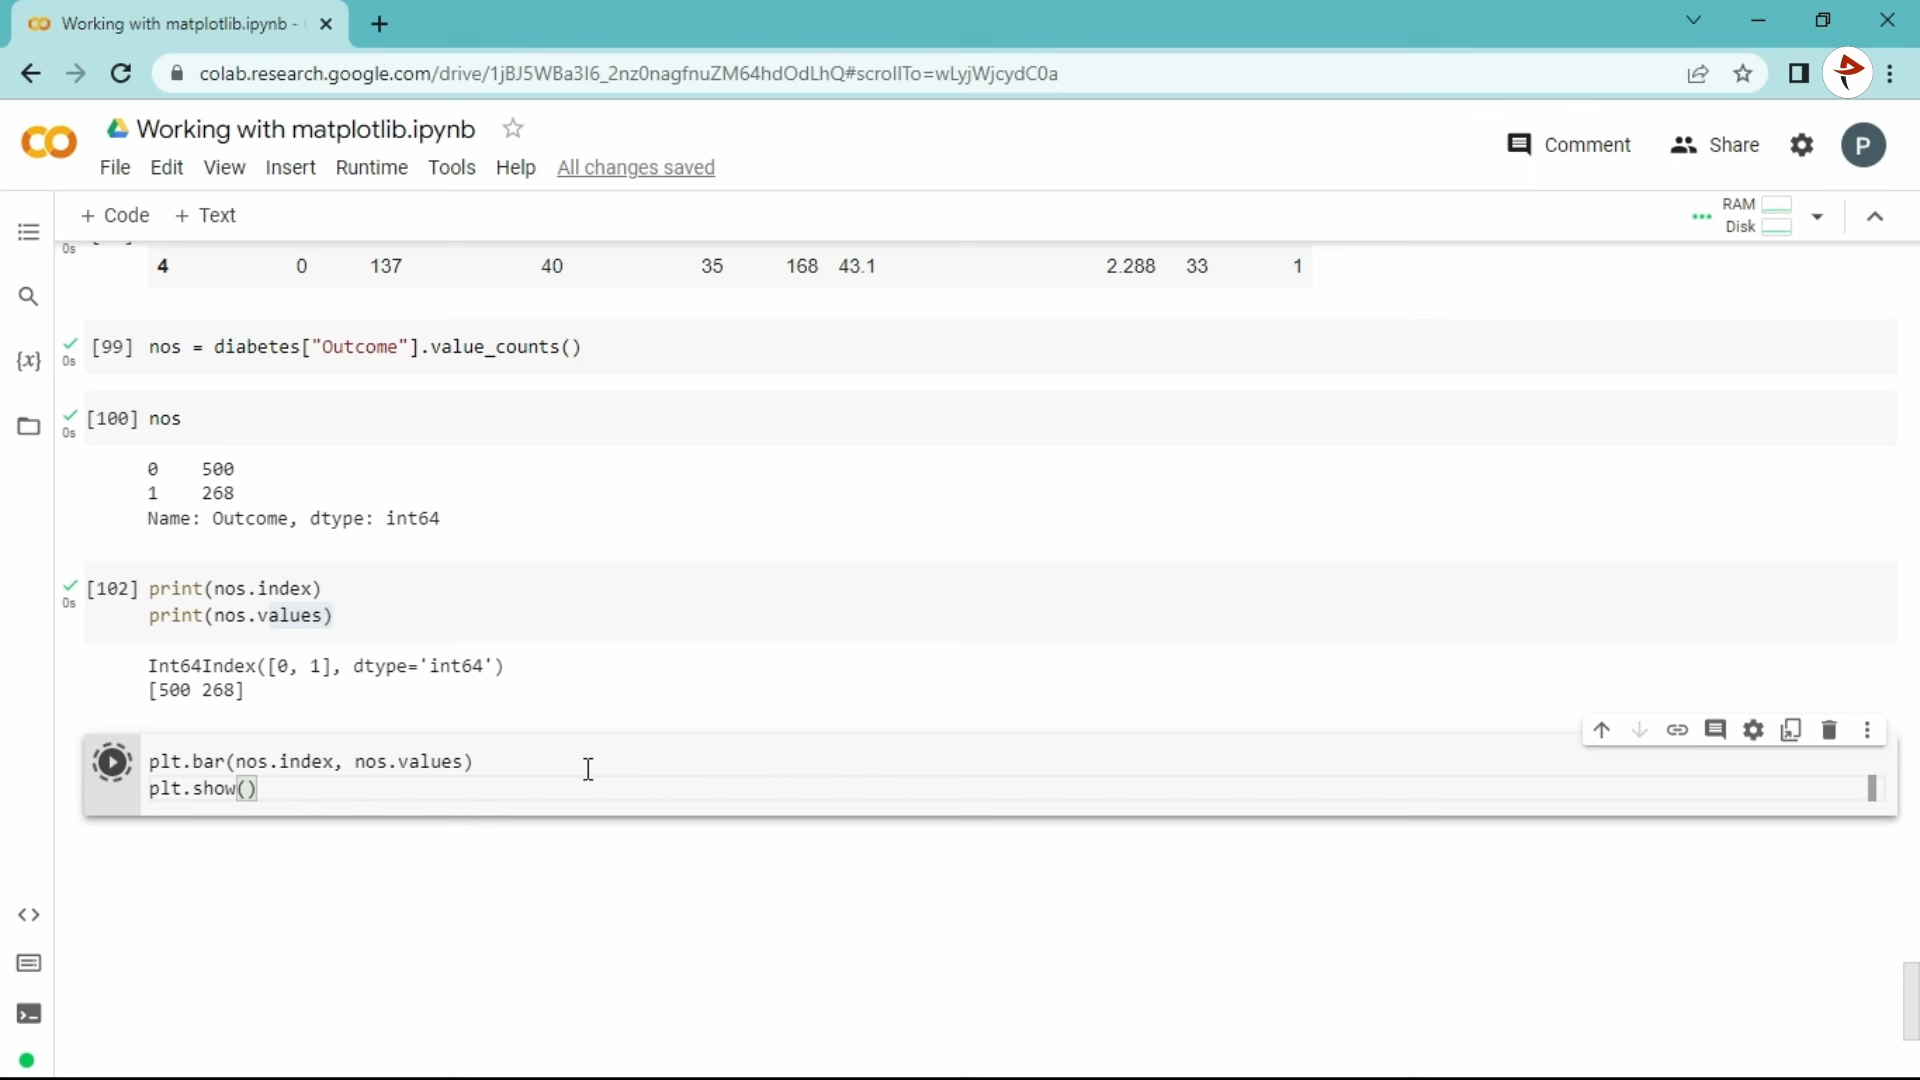 Working with matplotlib.ipynb -
colab.research.google.com/drive/1jBJ5WBa3I6_2nz0nagfnuZM64hdOdLhQ#scrollTo=wLyjWjcydC0a
Working with matplotlib.ipynb
File Edit View Insert Runtime Tools Help All changes saved
Comment Share P
+ Code + Text
RAM
Disk
0s
4 0 137 40 35 168 43.1 2.288 33 1
[99] nos = diabetes["Outcome"].value_counts()
0s
[100] nos
0s
0 500
1 268
Name: Outcome, dtype: int64
[102] print(nos.index)
0s
print(nos.values)
Int64Index([0, 1], dtype='int64')
[500 268]
plt.bar(nos.index, nos.values)
plt.show()